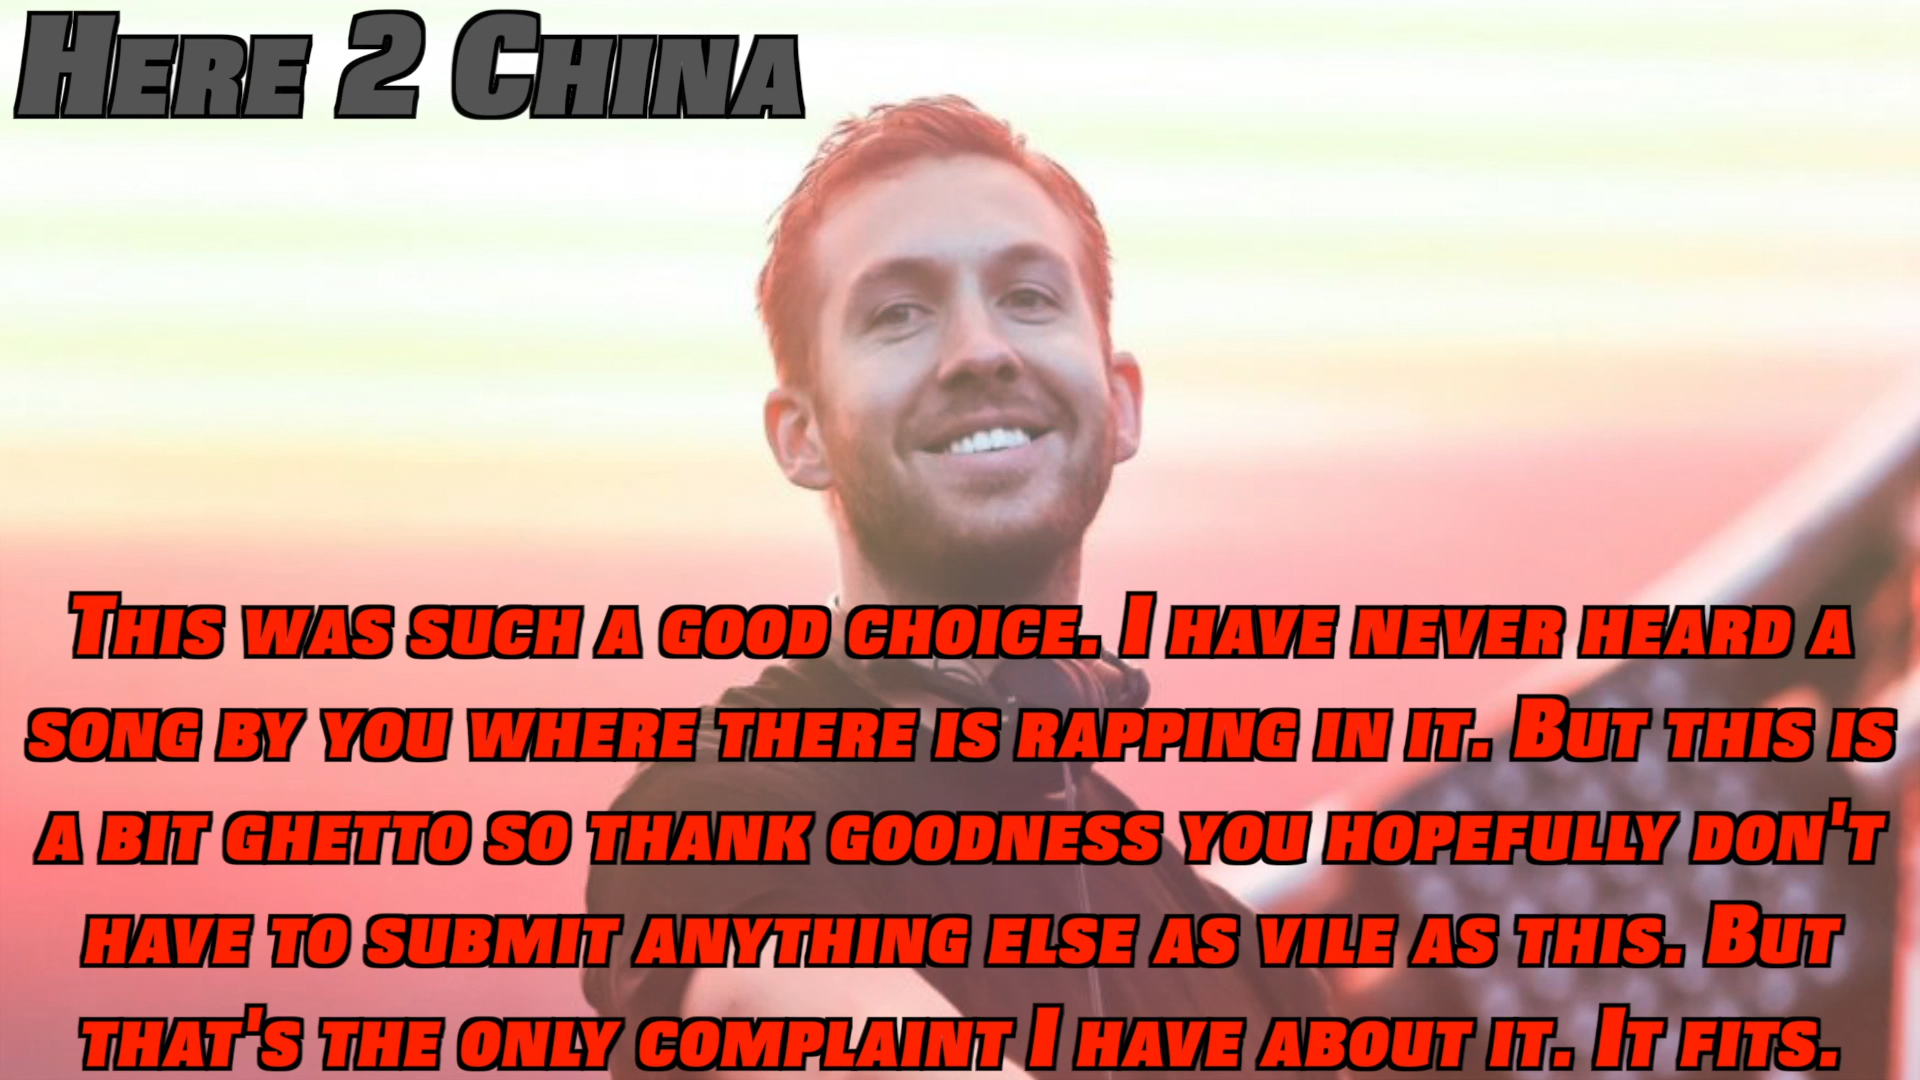 Here 2 China
This was such a good choice. I have never heard a
song by you where there is rapping in it. But this is
a bit ghetto so thank goodness you hopefully don't
have to submit anything else as vile as this. But
that's the only complaint I have about it. It fits.